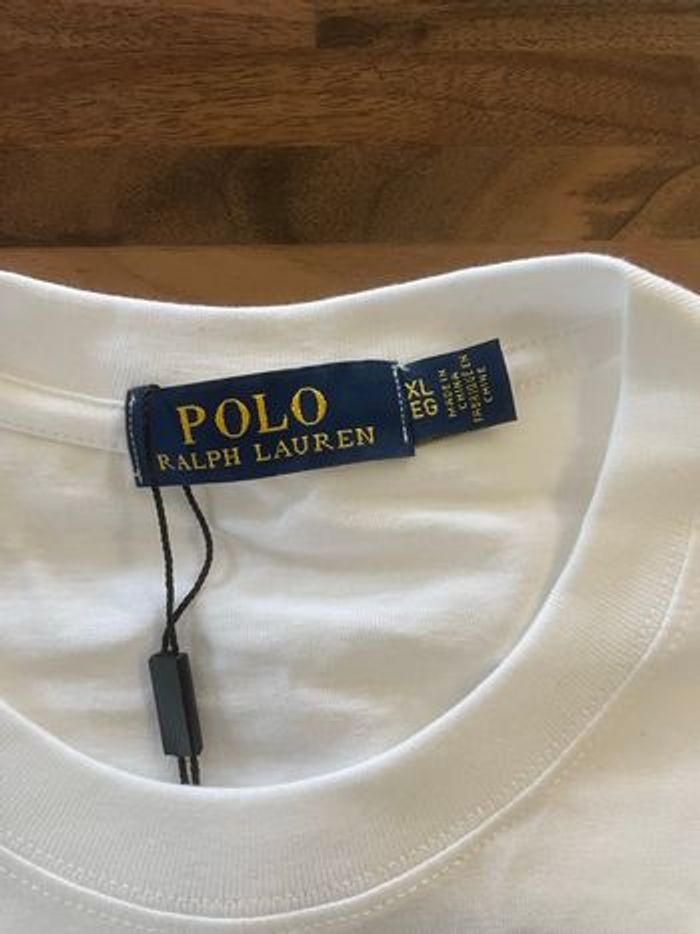 POLO
RALPH LAUREN
XL
EG
MADE IN
CHINA
FABRIQUÉ EN
CHINE